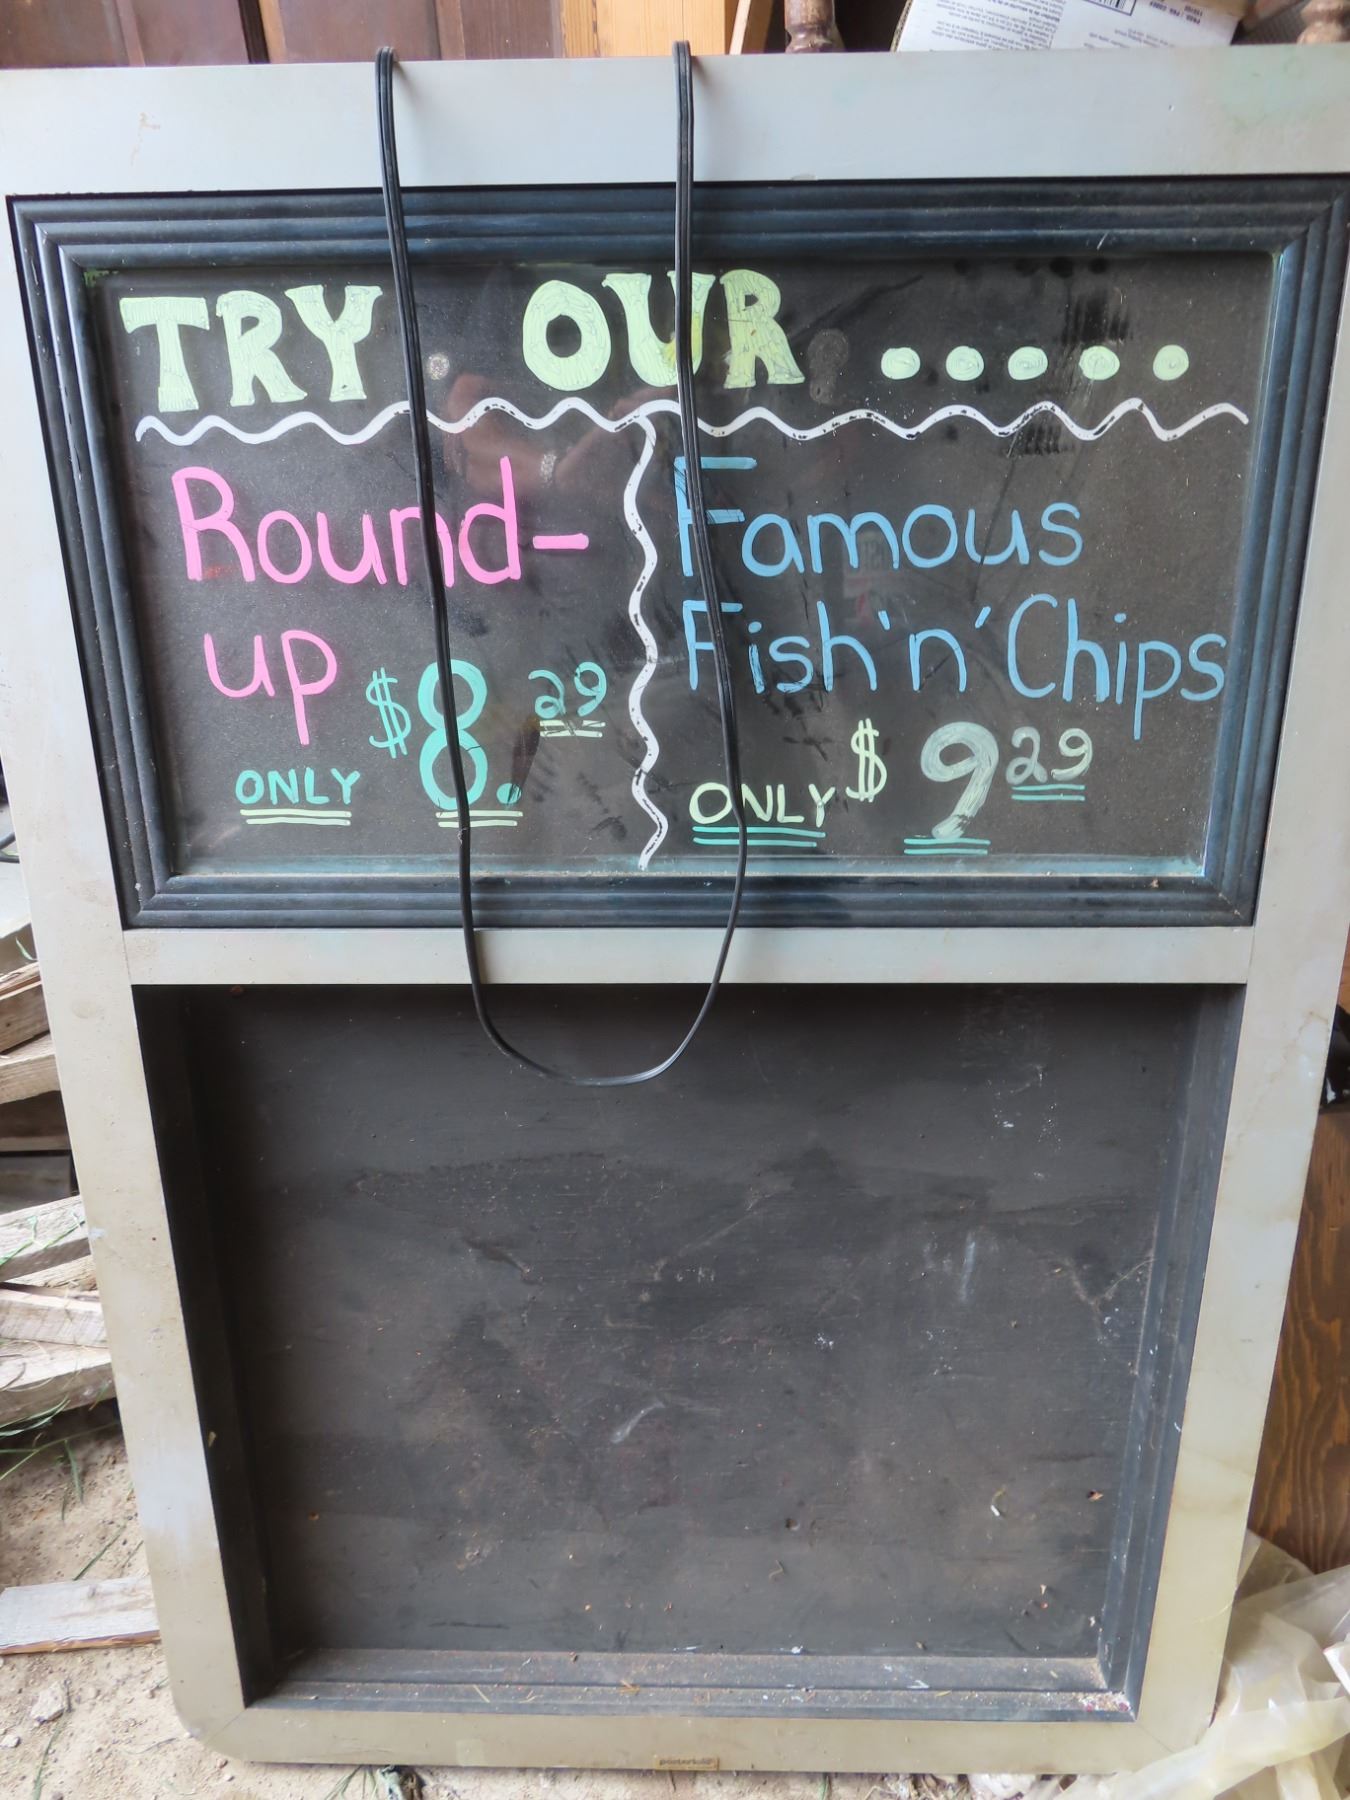 TRY OUR .....
Round-
up
$8.29
ONLY
Famous
Fish'n'Chips
ONLY $9 29